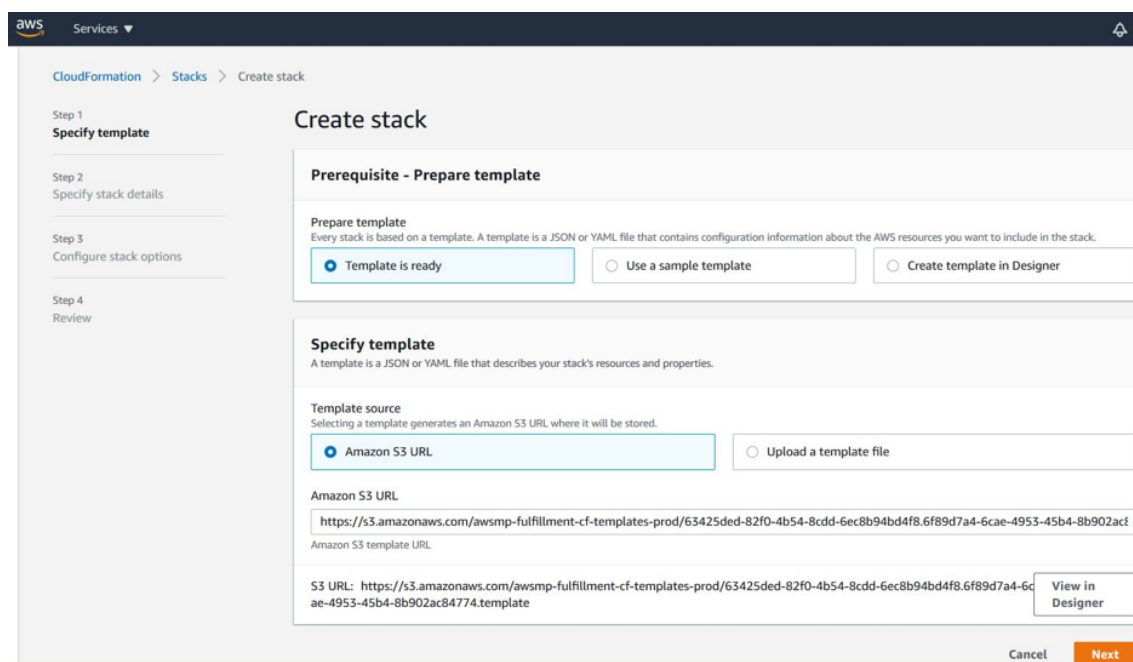 aws
Services ▼
CloudFormation > Stacks > Create stack
Step 1
Specify template
Step 2
Specify stack details
Step 3
Configure stack options
Step 4
Review
Create stack
Prerequisite - Prepare template
Prepare template
Every stack is based on a template. A template is a JSON or YAML file that contains configuration information about the AWS resources you want to include in the stack.
Template is ready
Use a sample template
Create template in Designer
Specify template
A template is a JSON or YAML file that describes your stack's resources and properties.
Template source
Selecting a template generates an Amazon S3 URL where it will be stored.
Amazon S3 URL
Upload a template file
Amazon S3 URL
https://s3.amazonaws.com/awsmp-fulfillment-cf-templates-prod/63425ded-82f0-4b54-8cdd-6ec8b94bd4f8.6f89d7a4-6cae-4953-45b4-8b902ac8
Amazon S3 template URL
S3 URL: https://s3.amazonaws.com/awsmp-fulfillment-cf-templates-prod/63425ded-82f0-4b54-8cdd-6ec8b94bd4f8.6f89d7a4-6c
ae-4953-45b4-8b902ac84774.template
View in
Designer
Cancel
Next